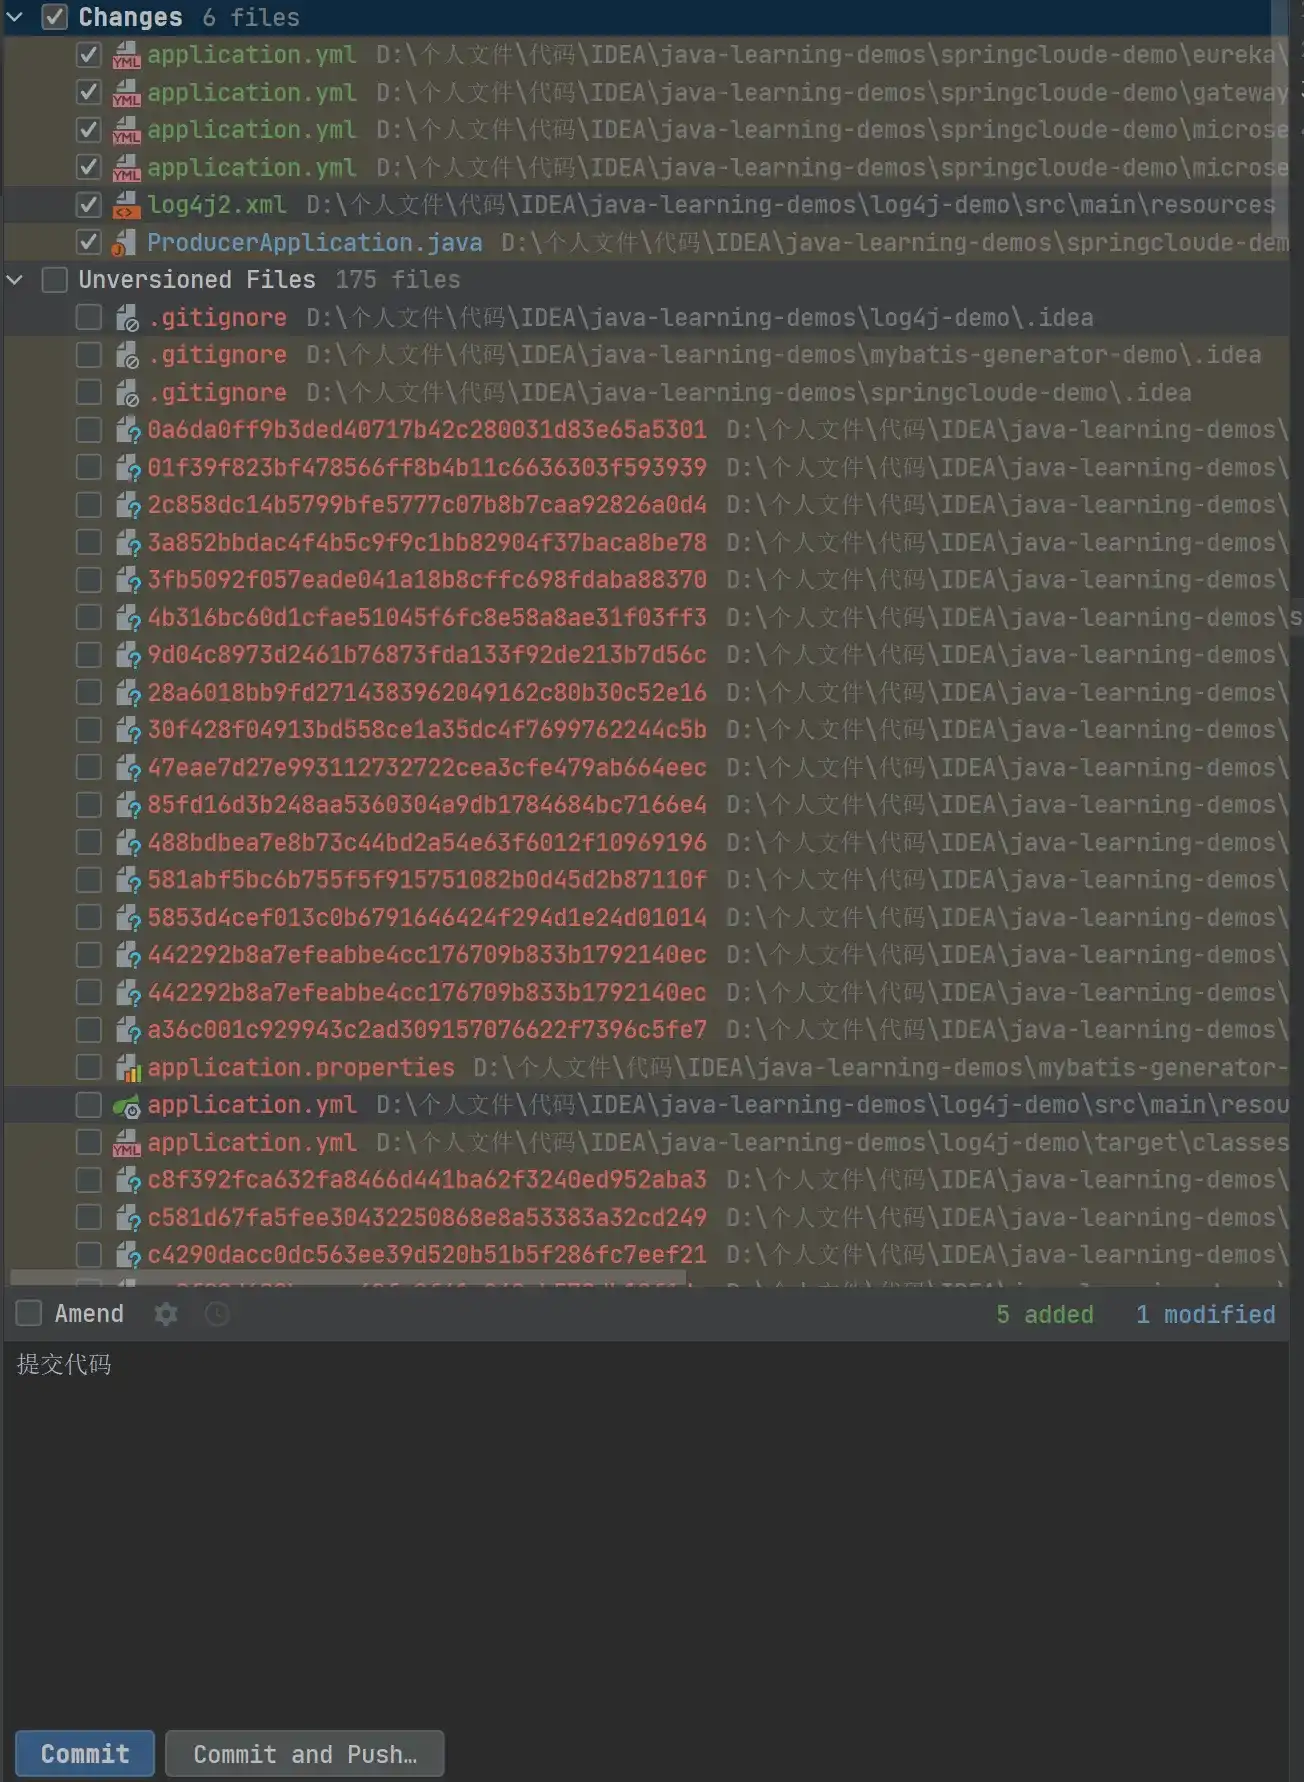 Changes 6 files
application.yml D:\个人文件\代码\IDEA\java-learning-demos\springcloude-demo\eureka\
application.yml D:\个人文件\代码\IDEA\java-learning-demos\springcloude-demo\gateway
application.yml D:\个人文件\代码\IDEA\java-learning-demos\springcloude-demo\microse
application.yml D:\个人文件\代码\IDEA\java-learning-demos\springcloude-demo\microse
log4j2.xml D:\个人文件\代码\IDEA\java-learning-demos\log4j-demo\src\main\resources
ProducerApplication.java D:\个人文件\代码\IDEA\java-learning-demos\springcloude-dem
Unversioned Files 175 files
.gitignore D:\个人文件\代码\IDEA\java-learning-demos\log4j-demo\.idea
.gitignore D:\个人文件\代码\IDEA\java-learning-demos\mybatis-generator-demo\.idea
.gitignore D:\个人文件\代码\IDEA\java-learning-demos\springcloude-demo\.idea
0a6da0ff9b3ded40717b42c280031d83e65a5301 D:\个人文件\代码\IDEA\java-learning-demos\
01f39f823bf478566ff8b4b11c6636303f593939 D:\个人文件\代码\IDEA\java-learning-demos\
2c858dc14b5799bfe5777c07b8b7caa92826a0d4 D:\个人文件\代码\IDEA\java-learning-demos\
3a852bbdac4f4b5c9f9c1bb82904f37baca8be78 D:\个人文件\代码\IDEA\java-learning-demos\
3fb5092f057eade041a18b8cffc698fdaba88370 D:\个人文件\代码\IDEA\java-learning-demos\
4b316bc60d1cfae51045f6fc8e58a8ae31f03ff3 D:\个人文件\代码\IDEA\java-learning-demos\s
9d04c8973d2461b76873fda133f92de213b7d56c D:\个人文件\代码\IDEA\java-learning-demos\
28a6018bb9fd2714383962049162c80b30c52e16 D:\个人文件\代码\IDEA\java-learning-demos\
30f428f04913bd558ce1a35dc4f7699762244c5b D:\个人文件\代码\IDEA\java-learning-demos\
47eae7d27e993112732722cea3cfe479ab664eec D:\个人文件\代码\IDEA\java-learning-demos\
85fd16d3b248aa5360304a9db1784684bc7166e4 D:\个人文件\代码\IDEA\java-learning-demos\
488bdbea7e8b73c44bd2a54e63f6012f10969196 D:\个人文件\代码\IDEA\java-learning-demos\
581abf5bc6b755f5f915751082b0d45d2b87110f D:\个人文件\代码\IDEA\java-learning-demos\
5853d4cef013c0b6791646424f294d1e24d01014 D:\个人文件\代码\IDEA\java-learning-demos\
442292b8a7efeabbe4cc176709b833b1792140ec D:\个人文件\代码\IDEA\java-learning-demos\
442292b8a7efeabbe4cc176709b833b1792140ec D:\个人文件\代码\IDEA\java-learning-demos\
a36c001c929943c2ad309157076622f7396c5fe7 D:\个人文件\代码\IDEA\java-learning-demos\
application.properties D:\个人文件\代码\IDEA\java-learning-demos\mybatis-generator-
application.yml D:\个人文件\代码\IDEA\java-learning-demos\log4j-demo\src\main\resou
application.yml D:\个人文件\代码\IDEA\java-learning-demos\log4j-demo\target\classes
c8f392fca632fa8466d441ba62f3240ed952aba3 D:\个人文件\代码\IDEA\java-learning-demos\
c581d67fa5fee30432250868e8a53383a32cd249 D:\个人文件\代码\IDEA\java-learning-demos\
c4290dacc0dc563ee39d520b51b5f286fc7eef21 D:\个人文件\代码\IDEA\java-learning-demos\
Amend 5 added 1 modified
提交代码
Commit Commit and Push…